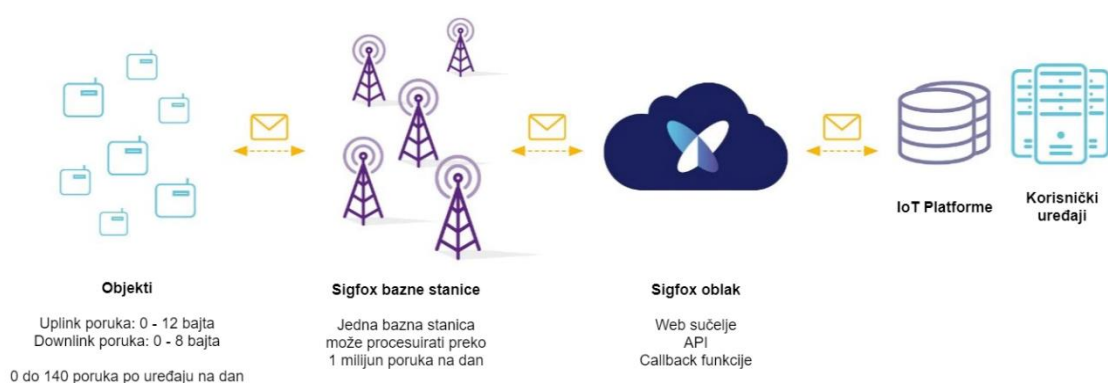 Objekti
Uplink poruka: 0 - 12 bajta
Downlink poruka: 0 - 8 bajta
0 do 140 poruka po uređaju na dan
Sigfox bazne stanice
Jedna bazna stanica
može procesuirati preko
1 milijun poruka na dan
Sigfox oblak
Web sučelje
API
Callback funkcije
IoT Platforme
Korisnički
uređaji